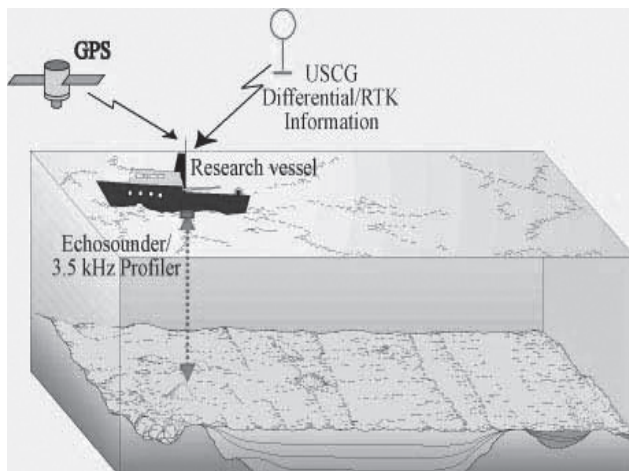 GPS
USCG
Differential/RTK
Information
Research vessel
Echosounder/
3.5 kHz Profiler